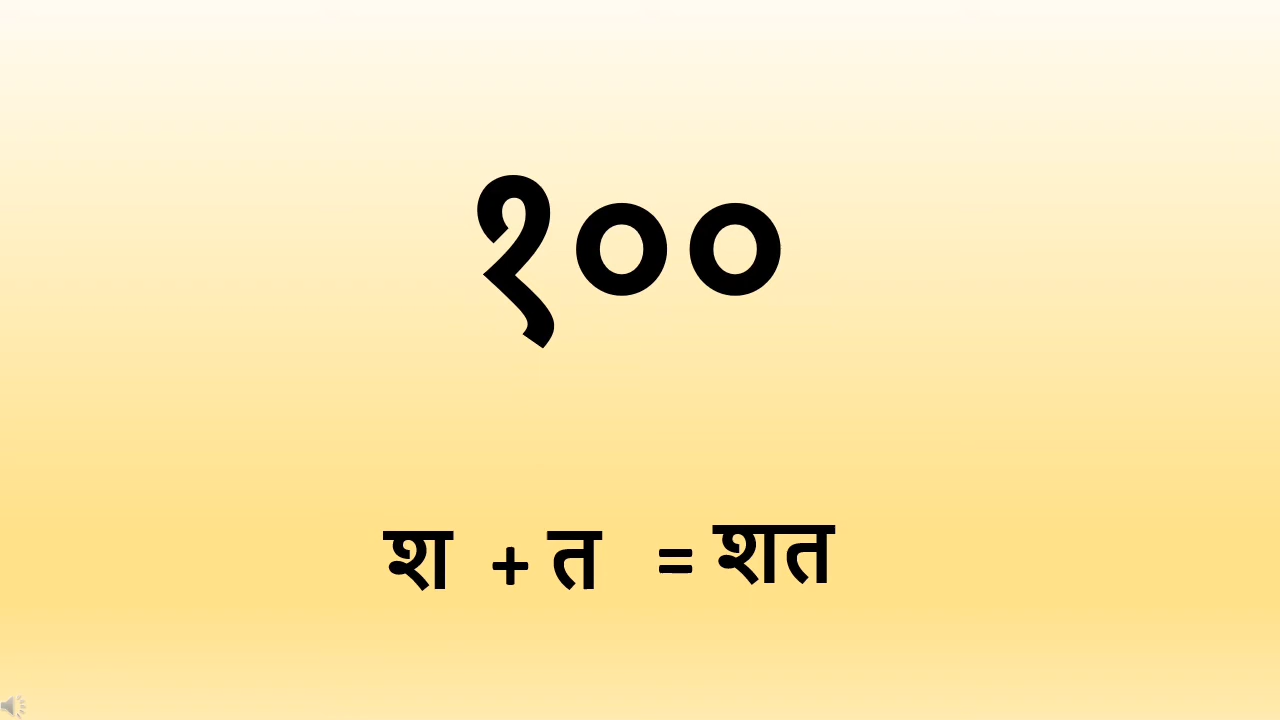 १००
श + त = शत